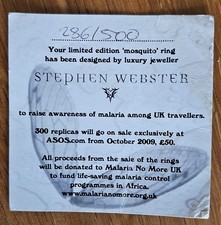 286/500
Your limited edition 'mosquito' ring
has been designed by luxury jeweller
STEPHEN WEBSTER
to raise awareness of malaria among UK travellers.
300 replicas will go on sale exclusively at
ASOS.com from October 2009, £50.
All proceeds from the sale of the rings
will be donated to Malaria No More UK
to fund life-saving malaria control
programmes in Africa.
www.malarianomore.org.uk